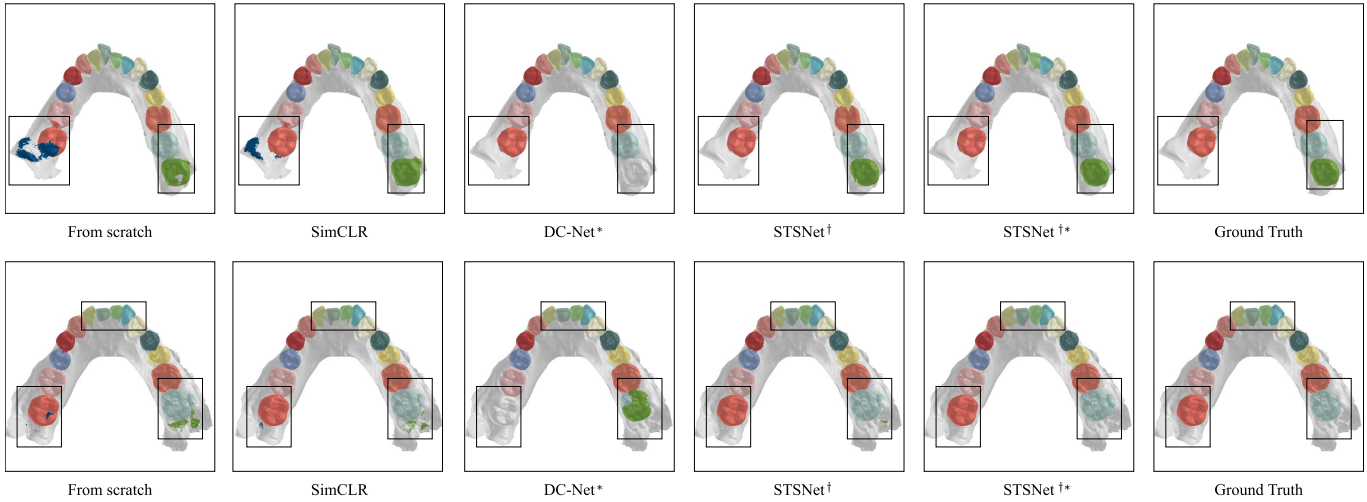 From scratch SimCLR DC-Net* STSNet† STSNet†* Ground Truth
From scratch SimCLR DC-Net* STSNet† STSNet†* Ground Truth